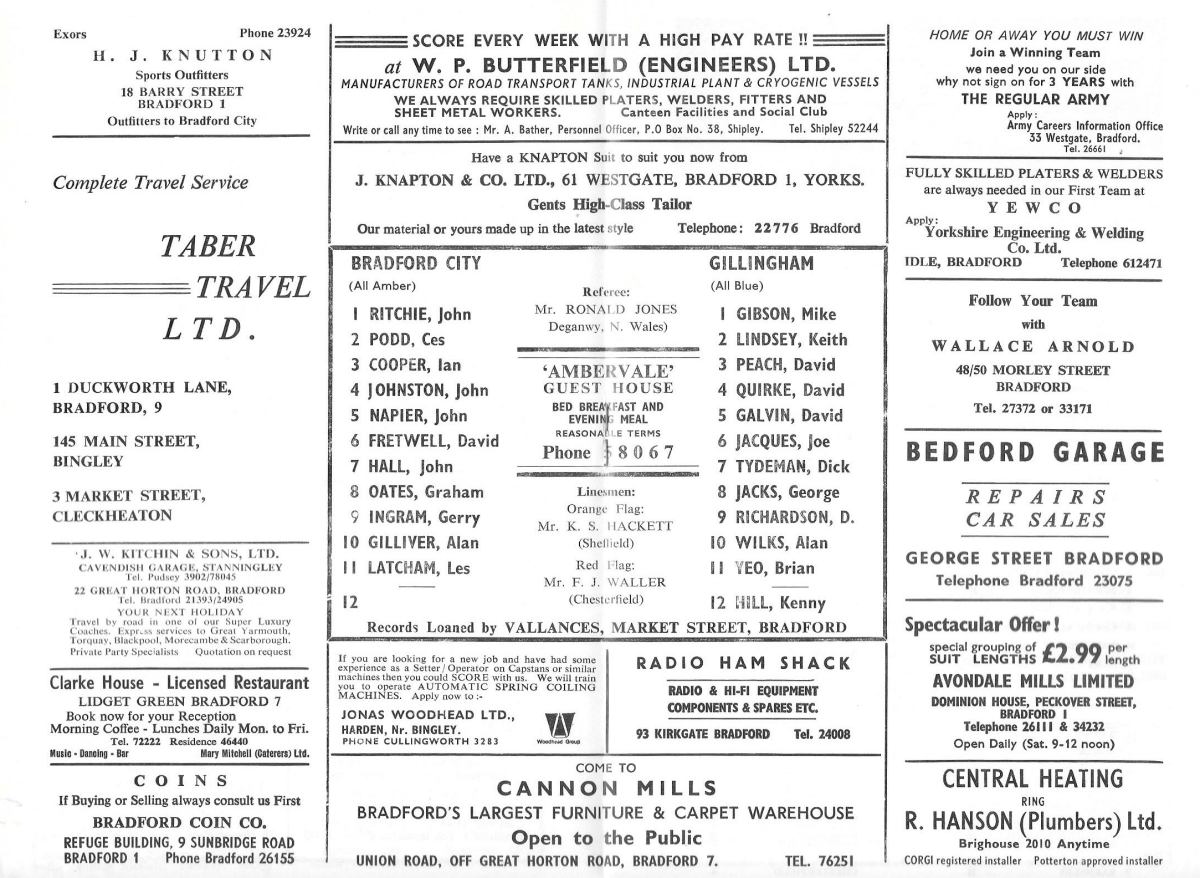 Exors Phone 23924
H. J. KNUTTON
Sports Outfitters
18 BARRY STREET
BRADFORD 1
Outfitters to Bradford City
Complete Travel Service
TABER
TRAVEL
LTD.
1 DUCKWORTH LANE,
BRADFORD, 9
145 MAIN STREET,
BINGLEY
3 MARKET STREET,
CLECKHEATON
J. W. KITCHIN & SONS, LTD.
CAVENDISH GARAGE, STANNINGLEY
Tel. Pudsey 3902/78045
22 GREAT HORTON ROAD, BRADFORD
Tel. Bradford 21393/24905
YOUR NEXT HOLIDAY
Travel by road in one of our Super Luxury
Coaches. Express services to Great Yarmouth,
Torquay, Blackpool, Morecambe & Scarborough.
Private Party Specialists Quotation on request
Clarke House - Licensed Restaurant
LIDGET GREEN BRADFORD 7
Book now for your Reception
Morning Coffee - Lunches Daily Mon. to Fri.
Tel. 72222 Residence 46440
Music - Dancing - Bar Mary Mitchell (Caterers) Ltd.
COINS
If Buying or Selling always consult us First
BRADFORD COIN CO.
REFUGE BUILDING, 9 SUNBRIDGE ROAD
BRADFORD 1 Phone Bradford 26155
SCORE EVERY WEEK WITH A HIGH PAY RATE !!
at W. P. BUTTERFIELD (ENGINEERS) LTD.
MANUFACTURERS OF ROAD TRANSPORT TANKS, INDUSTRIAL PLANT & CRYOGENIC VESSELS
WE ALWAYS REQUIRE SKILLED PLATERS, WELDERS, FITTERS AND
SHEET METAL WORKERS. Canteen Facilities and Social Club
Write or call any time to see : Mr. A. Bather, Personnel Officer, P.O Box No. 38, Shipley. Tel. Shipley 52244
Have a KNAPTON Suit to suit you now from
J. KNAPTON & CO. LTD., 61 WESTGATE, BRADFORD 1, YORKS.
Gents High-Class Tailor
Our material or yours made up in the latest style Telephone: 22776 Bradford
BRADFORD CITY
(All Amber)
1 RITCHIE, John
2 PODD, Ces
3 COOPER, Ian
4 JOHNSTON, John
5 NAPIER, John
6 FRETWELL, David
7 HALL, John
8 OATES, Graham
9 INGRAM, Gerry
10 GILLIVER, Alan
11 LATCHAM, Les
12
Referee:
Mr. RONALD JONES
Deganwy, N. Wales)
'AMBERVALE'
GUEST HOUSE
BED BREAKFAST AND
EVENING MEAL
REASONABLE TERMS
Phone 8067
Linesmen:
Orange Flag:
Mr. K. S. HACKETT
(Sheffield)
Red Flag:
Mr. F. J. WALLER
(Chesterfield)
GILLINGHAM
(All Blue)
1 GIBSON, Mike
2 LINDSEY, Keith
3 PEACH, David
4 QUIRKE, David
5 GALVIN, David
6 JACQUES, Joe
7 TYDEMAN, Dick
8 JACKS, George
9 RICHARDSON, D.
10 WILKS, Alan
11 YEO, Brian
12 HILL, Kenny
Records Loaned by VALLANCES, MARKET STREET, BRADFORD
If you are looking for a new job and have had some
experience as a Setter/Operator on Capstans or similar
machines then you could SCORE with us. We will train
you to operate AUTOMATIC SPRING COILING
MACHINES. Apply now to :-
JONAS WOODHEAD LTD.,
HARDEN, Nr. BINGLEY.
PHONE CULLINGWORTH 3283
Woodhead Group
RADIO HAM SHACK
RADIO & HI-FI EQUIPMENT
COMPONENTS & SPARES ETC.
93 KIRKGATE BRADFORD Tel. 24008
COME TO
CANNON MILLS
BRADFORD'S LARGEST FURNITURE & CARPET WAREHOUSE
Open to the Public
UNION ROAD, OFF GREAT HORTON ROAD, BRADFORD 7. TEL. 76251
HOME OR AWAY YOU MUST WIN
Join a Winning Team
we need you on our side
why not sign on for 3 YEARS with
THE REGULAR ARMY
Apply :
Army Careers Information Office
33 Westgate, Bradford.
Tel. 26661
FULLY SKILLED PLATERS & WELDERS
are always needed in our First Team at
YEWCO
Apply :
Yorkshire Engineering & Welding
Co. Ltd.
IDLE, BRADFORD Telephone 612471
Follow Your Team
with
WALLACE ARNOLD
48/50 MORLEY STREET
BRADFORD
Tel. 27372 or 33171
BEDFORD GARAGE
REPAIRS
CAR SALES
GEORGE STREET BRADFORD
Telephone Bradford 23075
Spectacular Offer !
special grouping of
SUIT LENGTHS £2.99 per length
AVONDALE MILLS LIMITED
DOMINION HOUSE, PECKOVER STREET,
BRADFORD 1
Telephone 26111 & 34232
Open Daily (Sat. 9-12 noon)
CENTRAL HEATING
RING
R. HANSON (Plumbers) Ltd.
Brighouse 2010 Anytime
CORGI registered installer Potterton approved installer